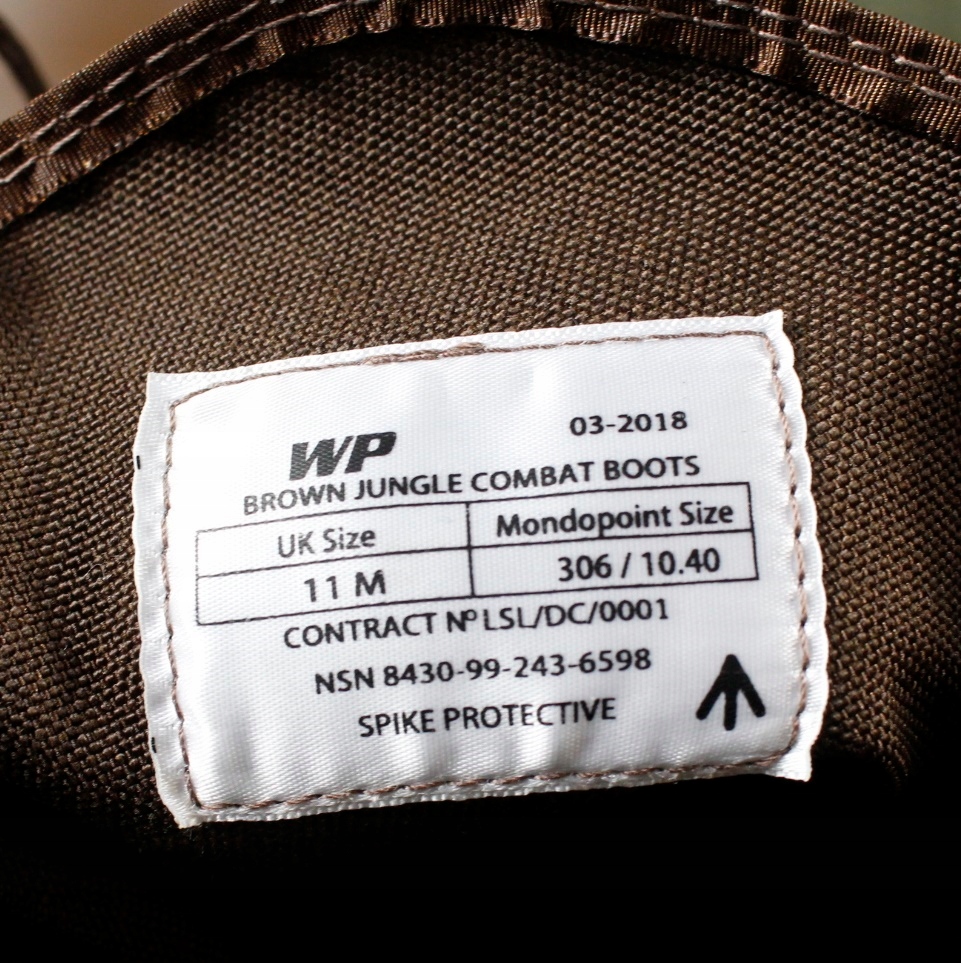 WP 03-2018
BROWN JUNGLE COMBAT BOOTS
UK Size Mondopoint Size
11 M 306 / 10.40
CONTRACT Nº LSL/DC/0001
NSN 8430-99-243-6598
SPIKE PROTECTIVE